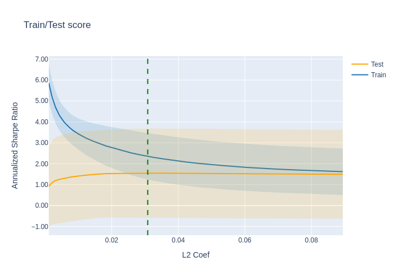 Train/Test score
Annualized Sharpe Ratio
7.00
6.00
5.00
4.00
3.00
2.00
1.00
0.00
−1.00
0.02
0.04
0.06
0.08
L2 Coef
Test
Train